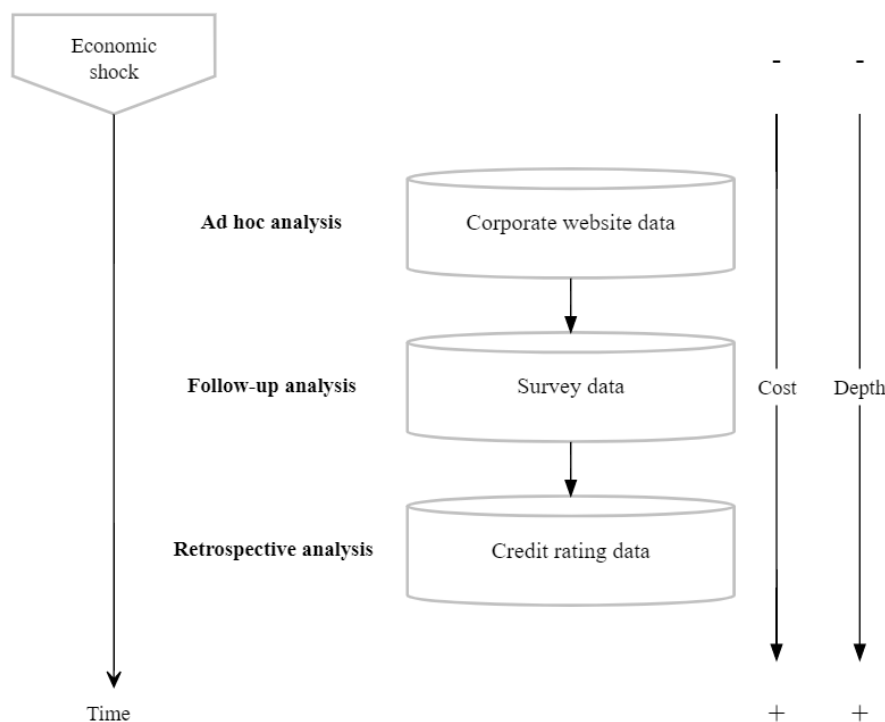 Economic
shock
-
-
Ad hoc analysis
Corporate website data
Follow-up analysis
Survey data
Cost
Depth
Retrospective analysis
Credit rating data
Time
+
+